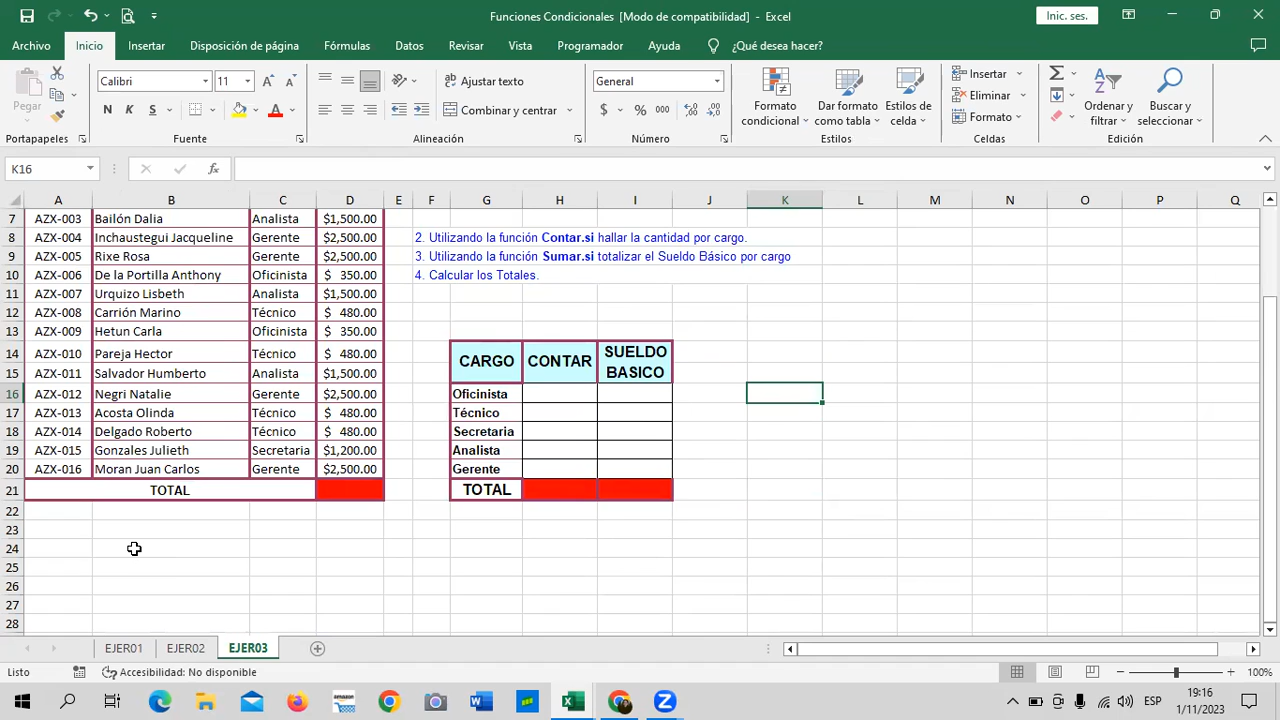 Funciones Condicionales [Modo de compatibilidad] - Excel
Inic. ses.
Archivo Inicio Insertar Disposición de página Fórmulas Datos Revisar Vista Programador Ayuda ¿Qué desea hacer?
Pegar
Calibri 11
Ajustar texto
General
Formato condicional
Dar formato como tabla
Estilos de celda
Insertar
Eliminar
Formato
Ordenar y filtrar
Buscar y seleccionar
N K S
Combinar y centrar
$ % 000
Portapapeles Fuente Alineación Número Estilos Celdas Edición
K16 fx
A B C D E F G H I J K L M N O P Q
7 AZX-003 Bailón Dalia Analista $1,500.00
8 AZX-004 Inchaustegui Jacqueline Gerente $2,500.00 2. Utilizando la función Contar.si hallar la cantidad por cargo.
9 AZX-005 Rixe Rosa Gerente $2,500.00 3. Utilizando la función Sumar.si totalizar el Sueldo Básico por cargo
10 AZX-006 De la Portilla Anthony Oficinista $ 350.00 4. Calcular los Totales.
11 AZX-007 Urquizo Lisbeth Analista $1,500.00
12 AZX-008 Carrión Marino Técnico $ 480.00
13 AZX-009 Hetun Carla Oficinista $ 350.00
14 AZX-010 Pareja Hector Técnico $ 480.00 CARGO CONTAR SUELDO BASICO
15 AZX-011 Salvador Humberto Analista $1,500.00
16 AZX-012 Negri Natalie Gerente $2,500.00 Oficinista
17 AZX-013 Acosta Olinda Técnico $ 480.00 Técnico
18 AZX-014 Delgado Roberto Técnico $ 480.00 Secretaria
19 AZX-015 Gonzales Julieth Secretaria $1,200.00 Analista
20 AZX-016 Moran Juan Carlos Gerente $2,500.00 Gerente
21 TOTAL TOTAL
22
23
24
25
26
27
28
EJER01 EJER02 EJER03
Listo Accesibilidad: No disponible 100%
ESP 19:16
1/11/2023